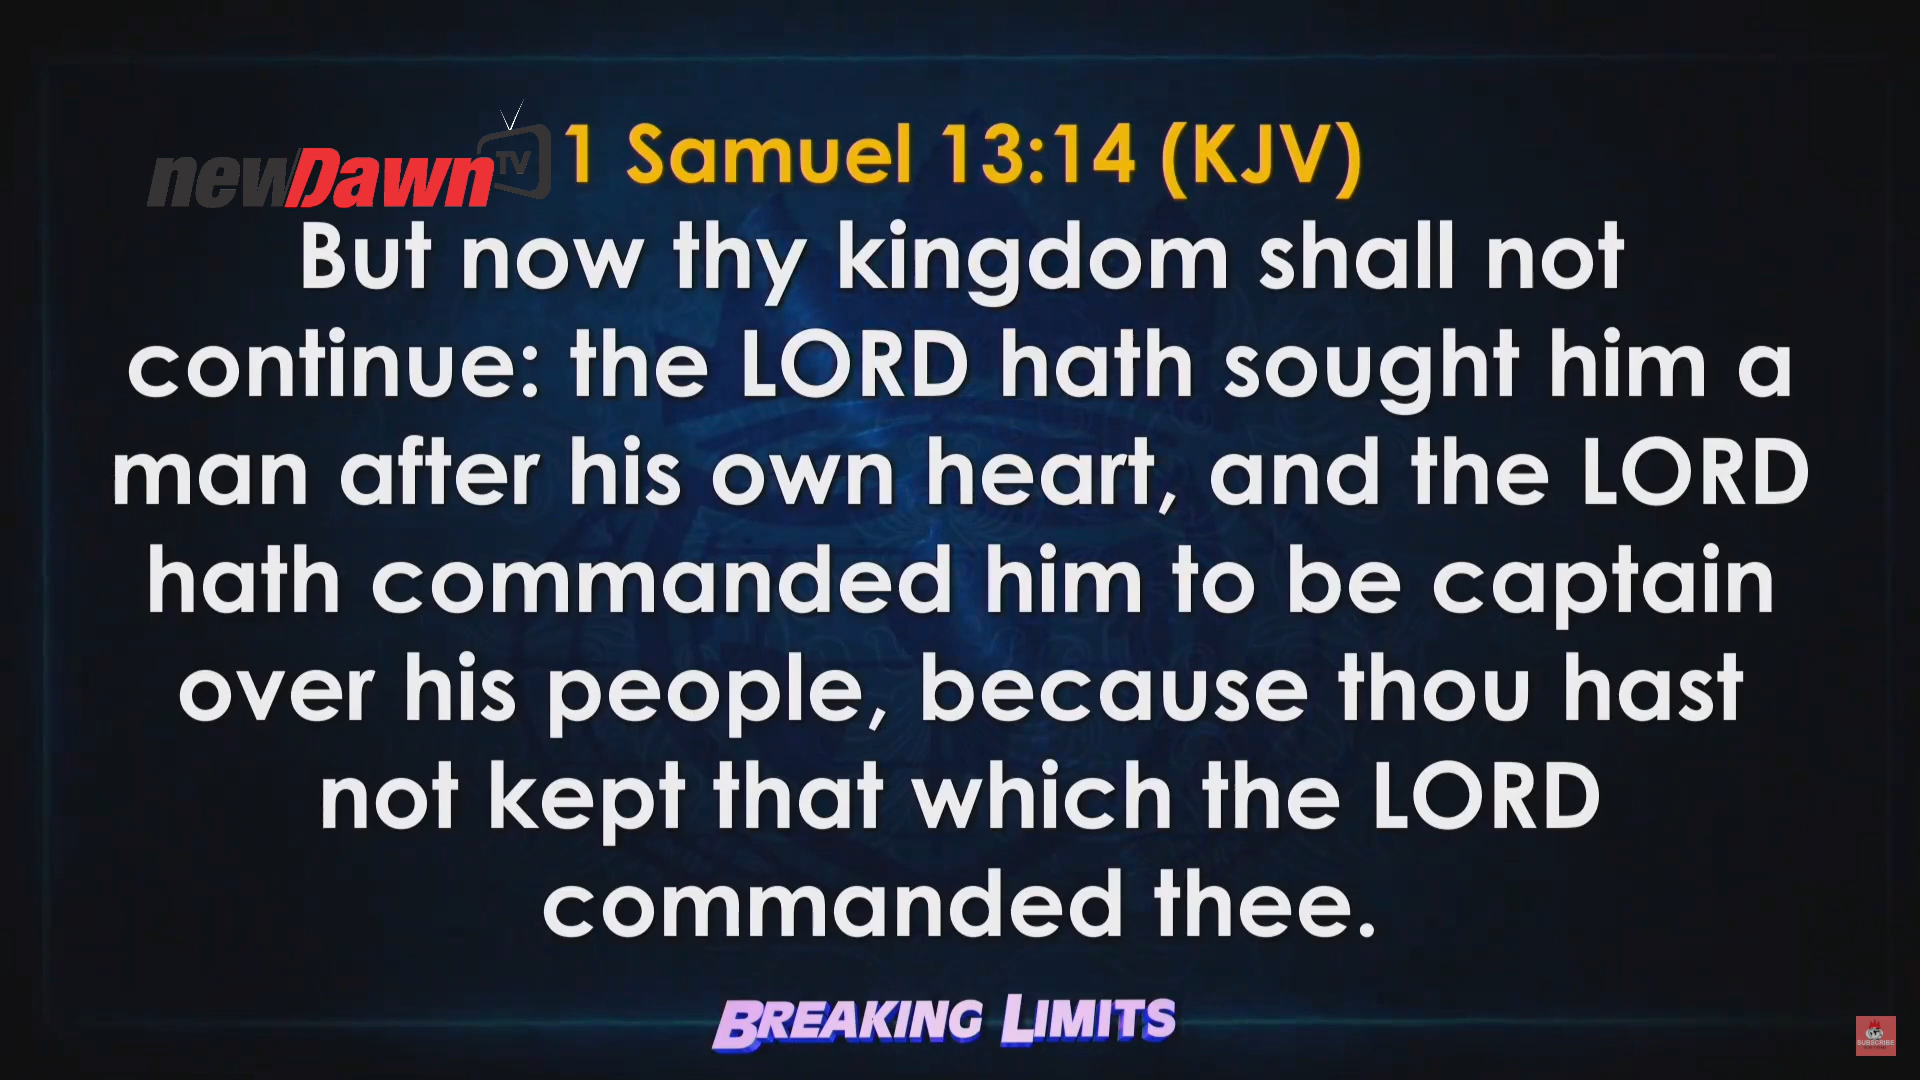 newDawn TV
1 Samuel 13:14 (KJV)
But now thy kingdom shall not
continue: the LORD hath sought him a
man after his own heart, and the LORD
hath commanded him to be captain
over his people, because thou hast
not kept that which the LORD
commanded thee.
BREAKING LIMITS
SUBSCRIBE